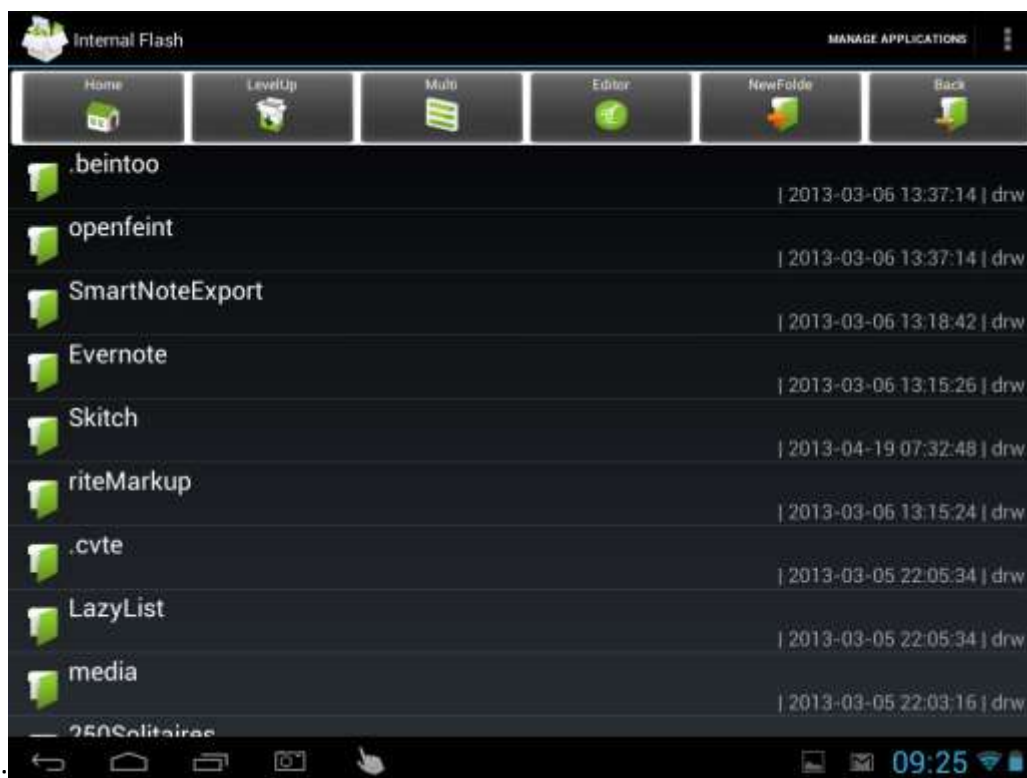 Internal Flash
MANAGE APPLICATIONS
Home
LevelUp
Multi
Editor
NewFolde
Back
.beintoo
| 2013-03-06 13:37:14 | drw
openfeint
| 2013-03-06 13:37:14 | drw
SmartNoteExport
| 2013-03-06 13:18:42 | drw
Evernote
| 2013-03-06 13:15:26 | drw
Skitch
| 2013-04-19 07:32:48 | drw
riteMarkup
| 2013-03-06 13:15:24 | drw
.cvte
| 2013-03-05 22:05:34 | drw
LazyList
| 2013-03-05 22:05:34 | drw
media
| 2013-03-05 22:03:16 | drw
250Solitaires
09:25
.